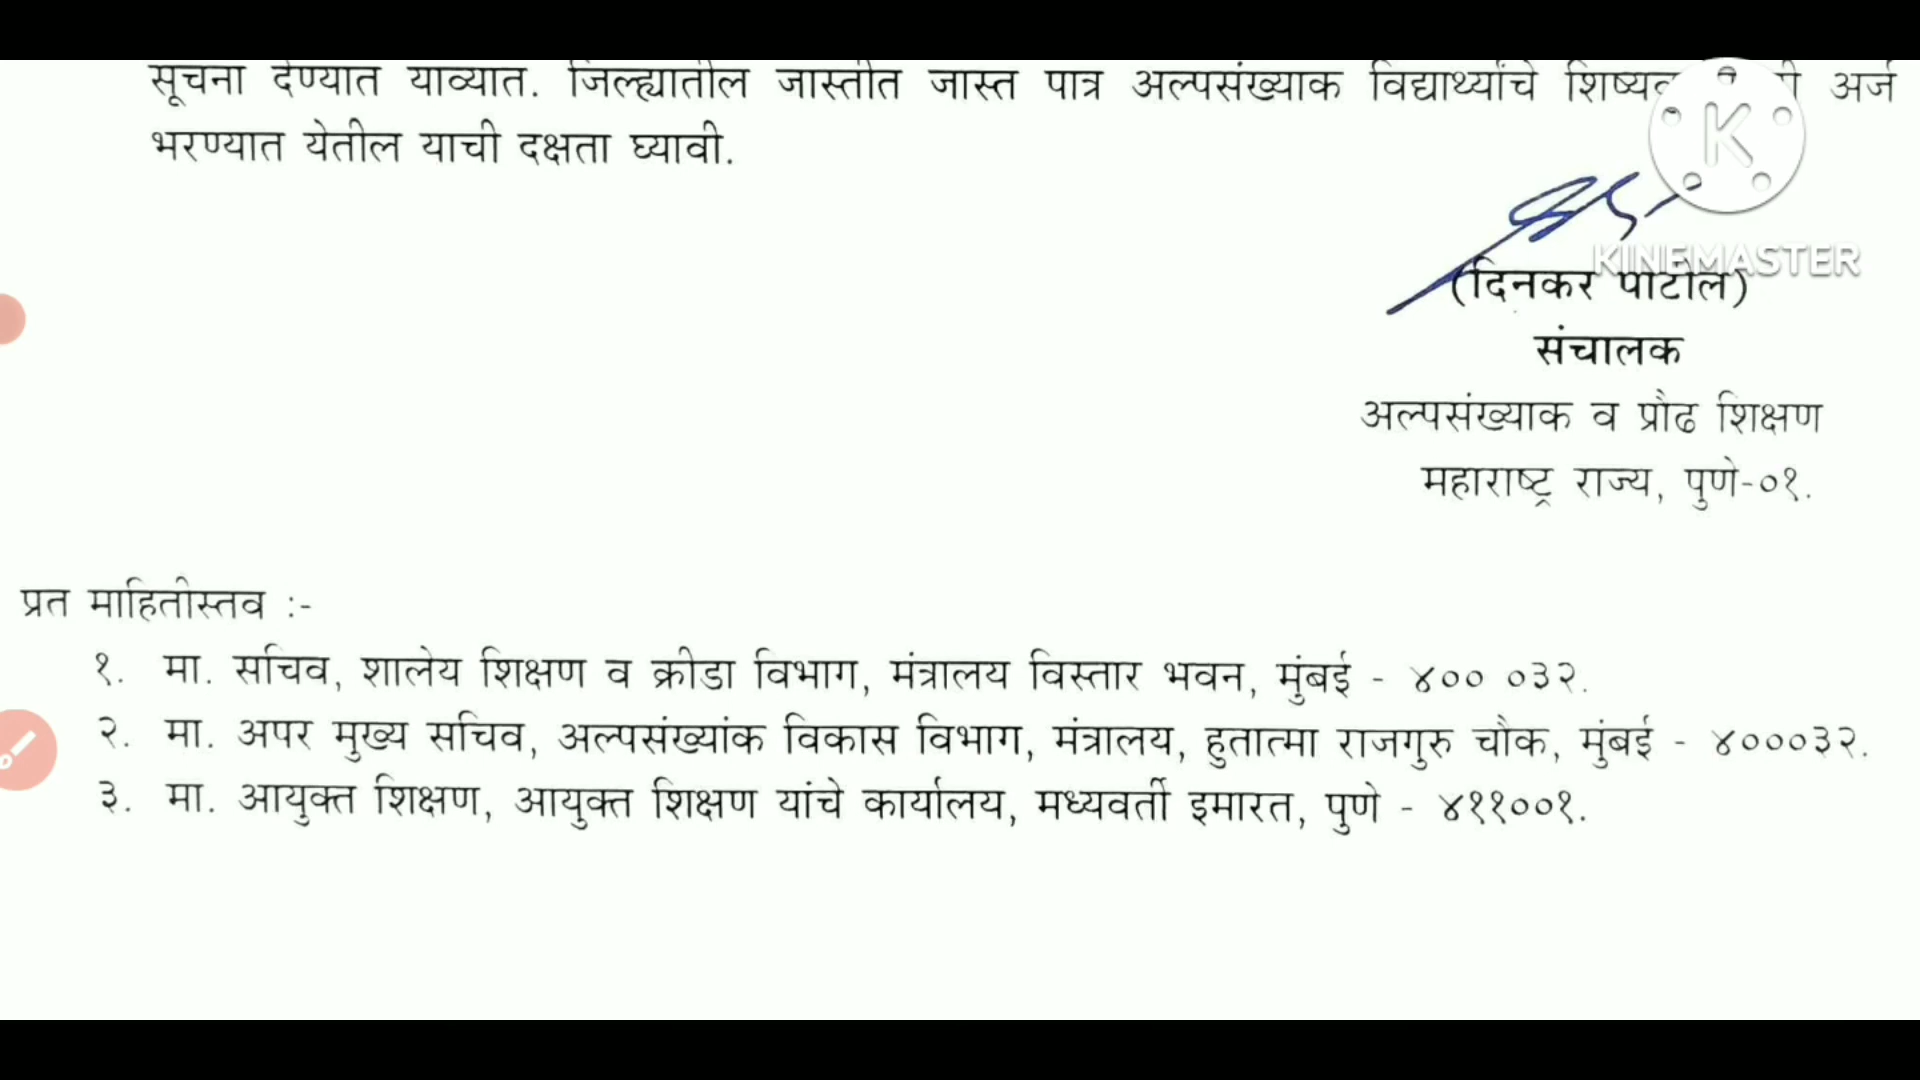 सूचना देण्यात याव्यात. जिल्ह्यातील जास्तीत जास्त पात्र अल्पसंख्याक विद्यार्थ्यांचे अर्ज
भरण्यात येतील याची दक्षता घ्यावी.
K
KINEMASTER
(दिनकर पाटील)
संचालक
अल्पसंख्याक व प्रौढ शिक्षण
महाराष्ट्र राज्य, पुणे-०१.
प्रत माहितीस्तव :-
१. मा. सचिव, शालेय शिक्षण व क्रीडा विभाग, मंत्रालय विस्तार भवन, मुंबई - ४०० ०३२.
२. मा. अपर मुख्य सचिव, अल्पसंख्यांक विकास विभाग, मंत्रालय, हुतात्मा राजगुरु चौक, मुंबई - ४०००३२.
३. मा. आयुक्त शिक्षण, आयुक्त शिक्षण यांचे कार्यालय, मध्यवर्ती इमारत, पुणे - ४११००१.